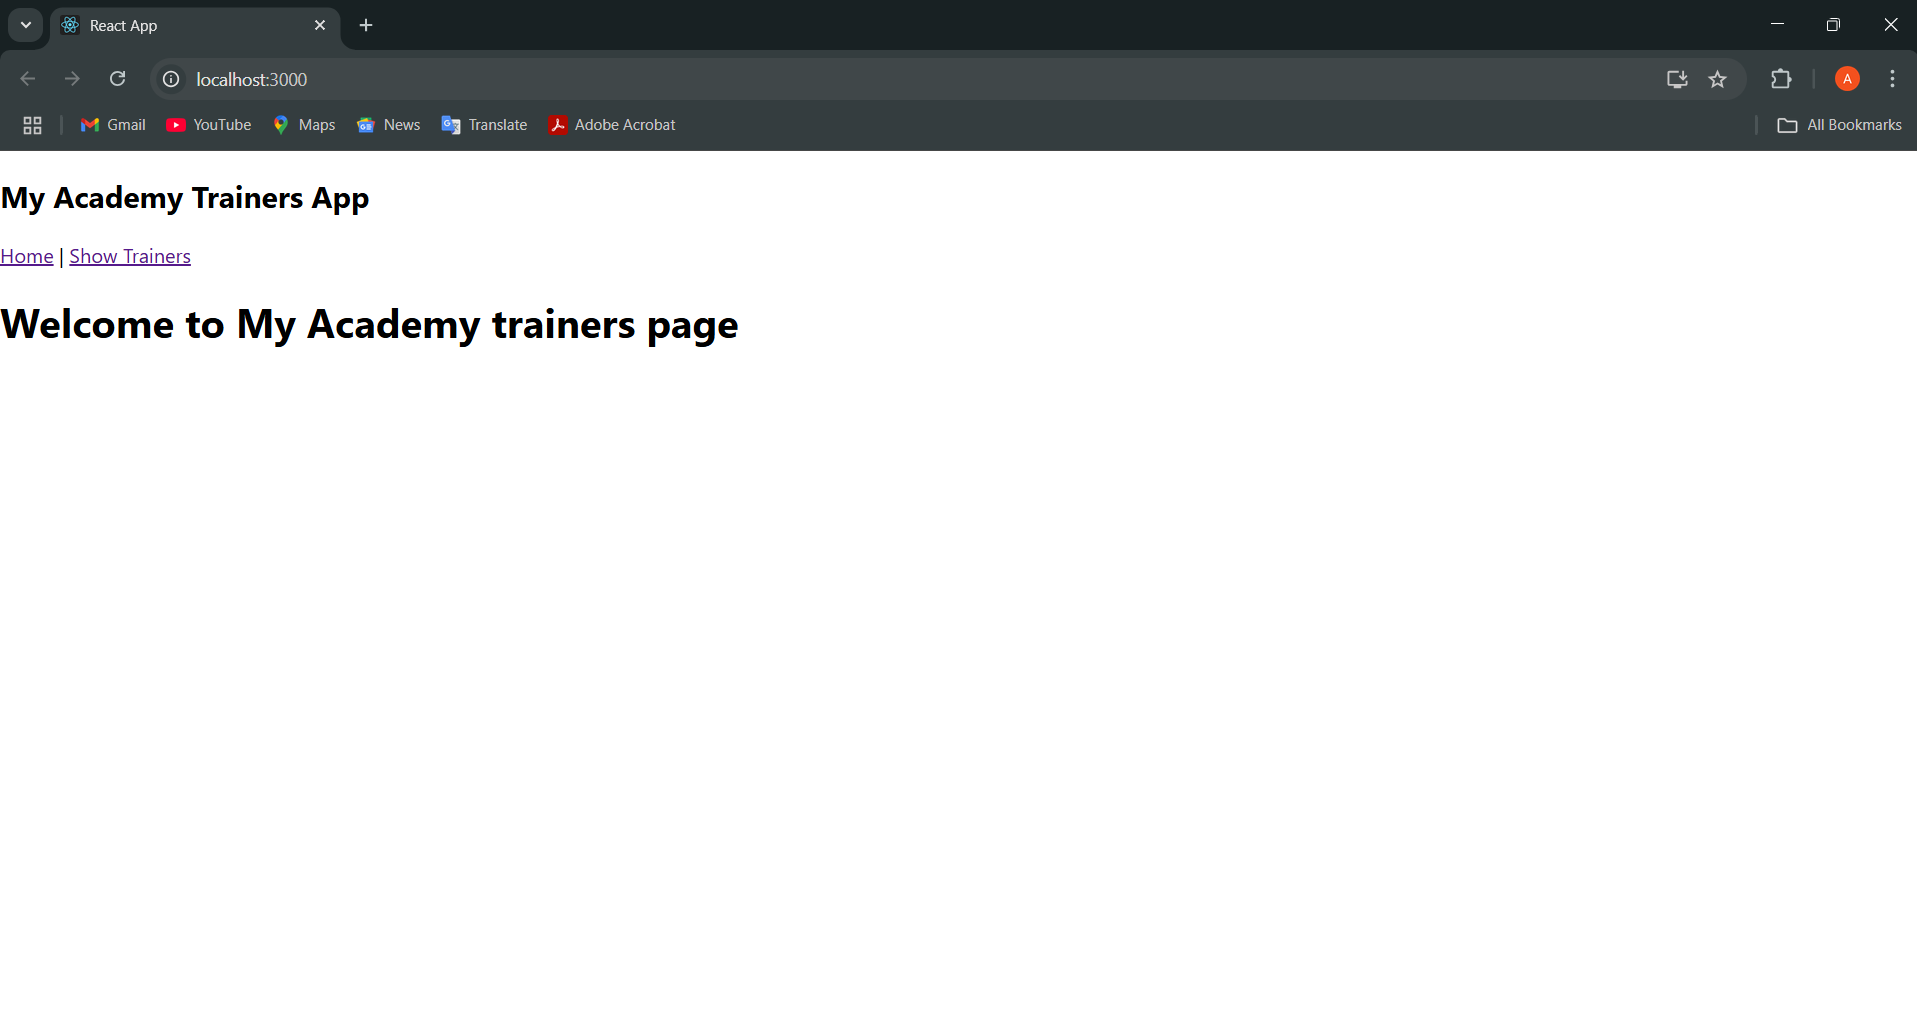 React App
localhost:3000
Gmail YouTube Maps News Translate Adobe Acrobat All Bookmarks
A
My Academy Trainers App
Home | Show Trainers
Welcome to My Academy trainers page